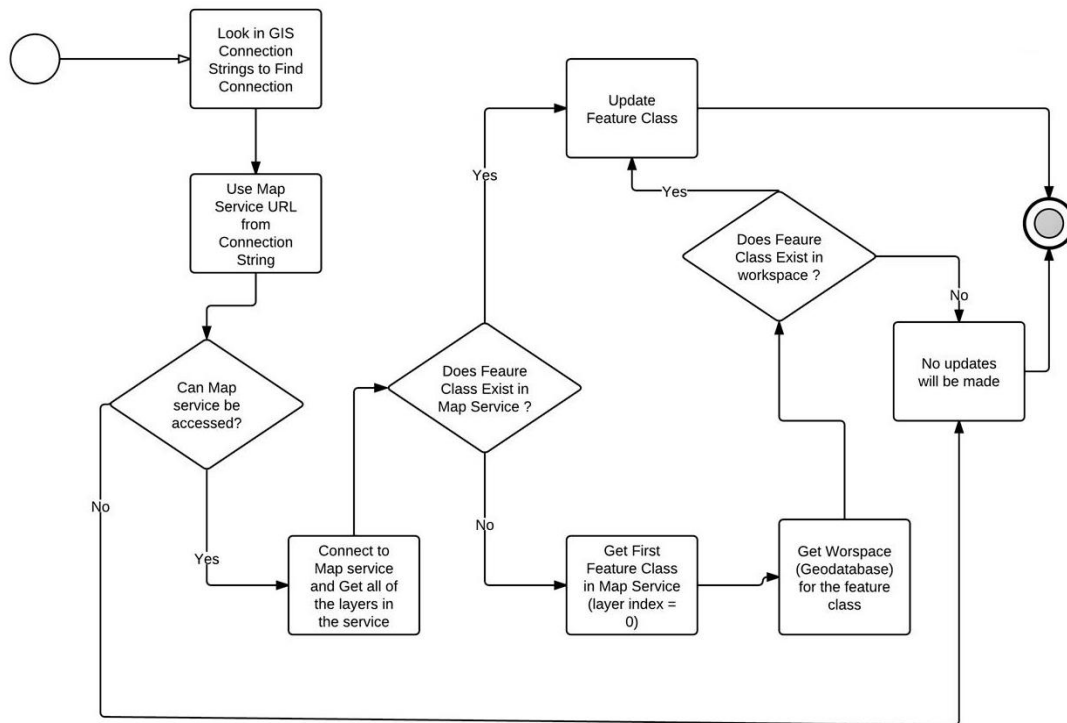 Look in GIS
Connection
Strings to Find
Connection
Use Map
Service URL
from
Connection
String
Can Map
service be
accessed?
No
Yes
Connect to
Map service
and Get all of
the layers in
the service
Does Feaure
Class Exist in
Map Service ?
Yes
No
Update
Feature Class
Get First
Feature Class
in Map Service
(layer index =
0)
Get Worspace
(Geodatabase)
for the feature
class
Does Feaure
Class Exist in
workspace ?
Yes
No
No updates
will be made